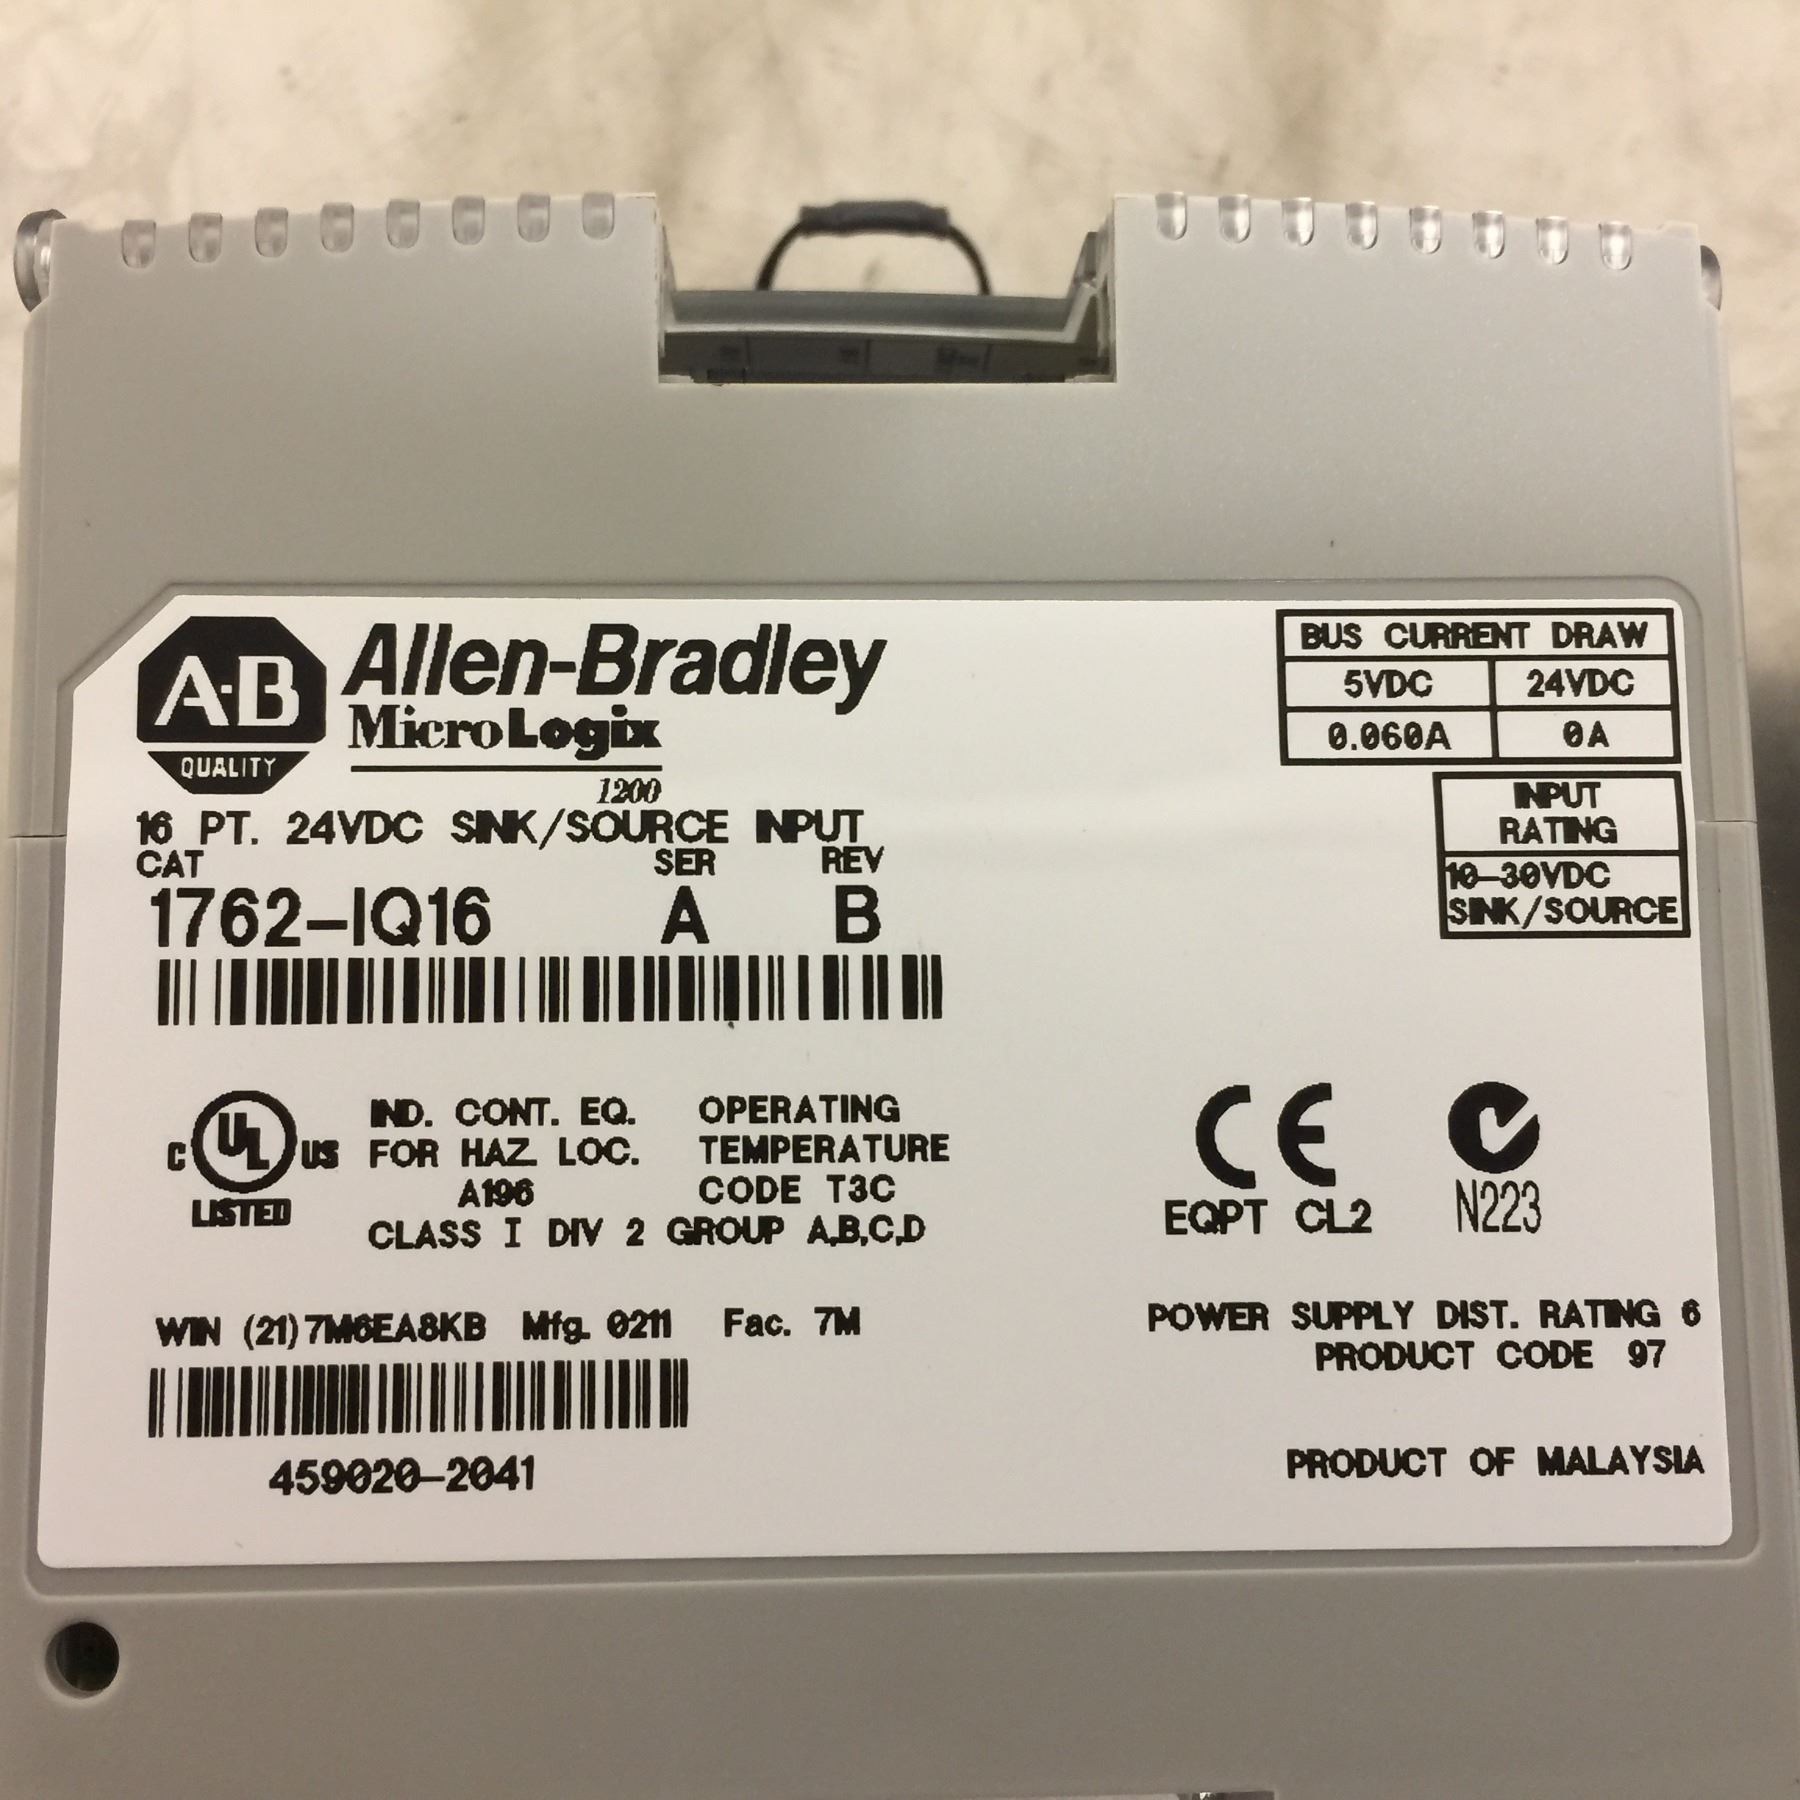 A-B
QUALITY
Allen-Bradley
MicroLogix
1200
16 PT. 24VDC SINK/SOURCE INPUT
CAT SER REV
1762-IQ16 A B
BUS CURRENT DRAW
5VDC 24VDC
0.060A 0A
INPUT
RATING
10-30VDC
SINK/SOURCE
C UL US
LISTED
IND. CONT. EQ.
FOR HAZ. LOC.
A196
OPERATING
TEMPERATURE
CODE T3C
CLASS I DIV 2 GROUP A,B,C,D
CE
EQPT CL2
N223
WIN (21) 7M6EA8KB Mfg. 0211 Fac. 7M
459020-2041
POWER SUPPLY DIST. RATING 6
PRODUCT CODE 97
PRODUCT OF MALAYSIA